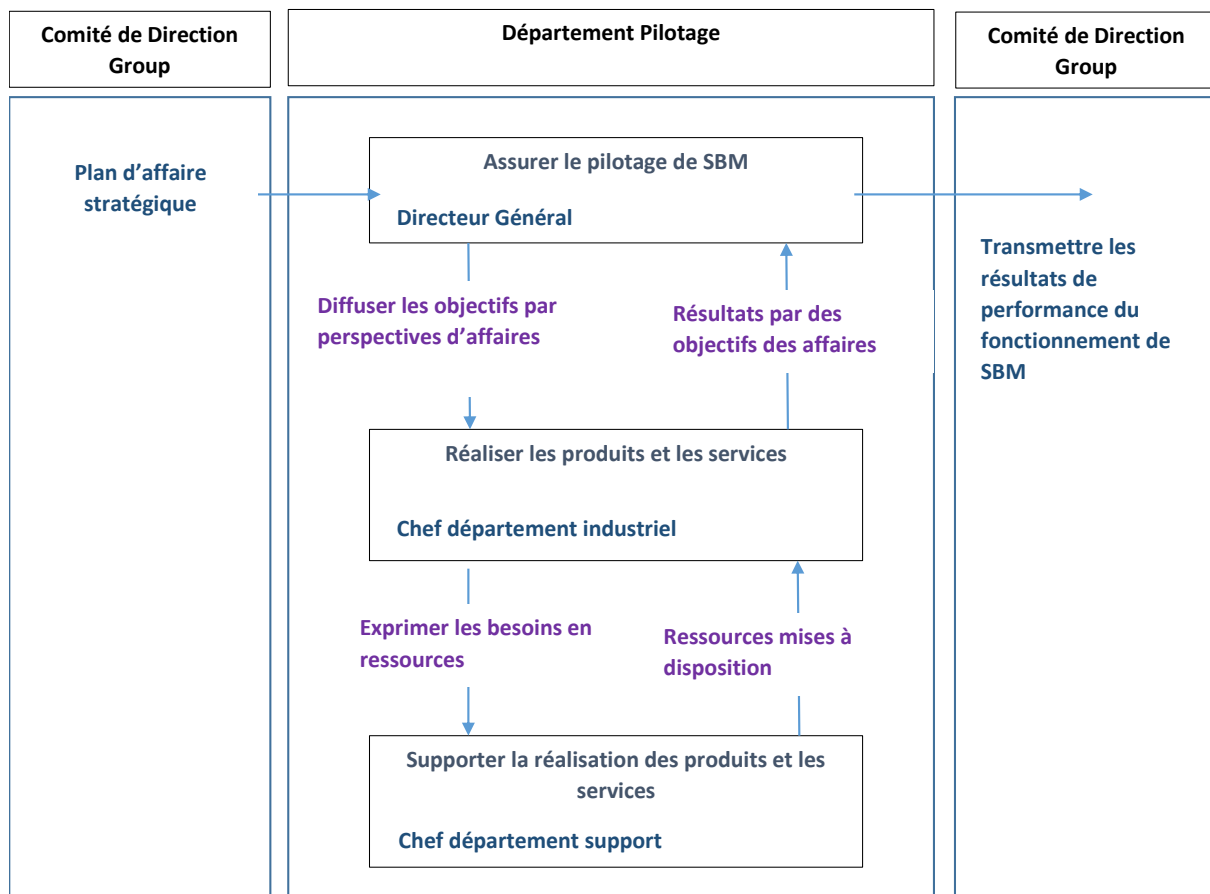 Comité de Direction
Group
Département Pilotage
Comité de Direction
Group
Plan d’affaire
stratégique
Assurer le pilotage de SBM
Directeur Général
Transmettre les
résultats de
performance du
fonctionnement de
SBM
Diffuser les objectifs par
perspectives d’affaires
Résultats par des
objectifs des affaires
Réaliser les produits et les services
Chef département industriel
Exprimer les besoins en
ressources
Ressources mises à
disposition
Supporter la réalisation des produits et les
services
Chef département support